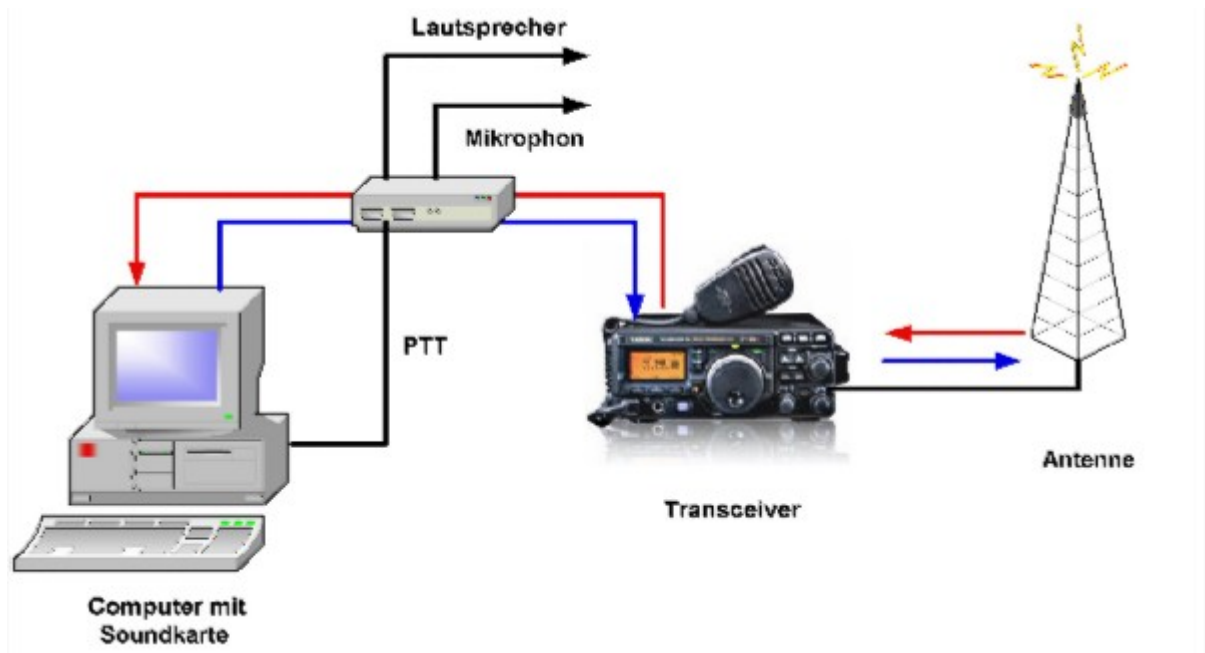 Lautsprecher
Mikrophon
PTT
Antenne
Transceiver
Computer mit
Soundkarte